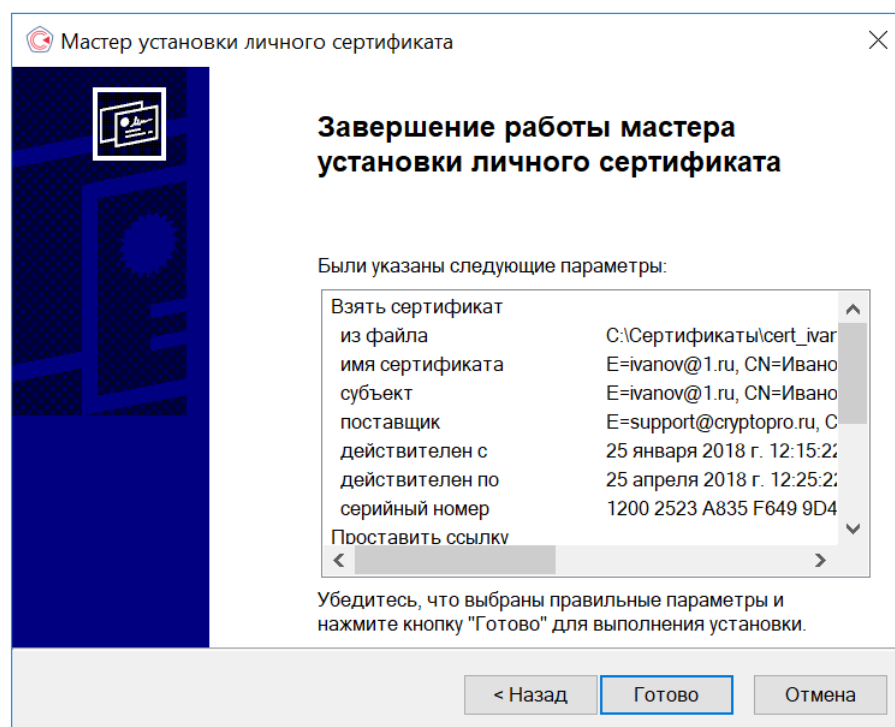 Мастер установки личного сертификата
Завершение работы мастера
установки личного сертификата
Были указаны следующие параметры:
Взять сертификат
из файла C:\Сертификаты\cert_ivar
имя сертификата E=ivanov@1.ru, CN=Ивано
субъект E=ivanov@1.ru, CN=Ивано
поставщик E=support@cryptopro.ru, C
действителен с 25 января 2018 г. 12:15:22
действителен по 25 апреля 2018 г. 12:25:22
серийный номер 1200 2523 A835 F649 9D4
Проставить ссылку
Убедитесь, что выбраны правильные параметры и
нажмите кнопку "Готово" для выполнения установки.
< Назад Готово Отмена